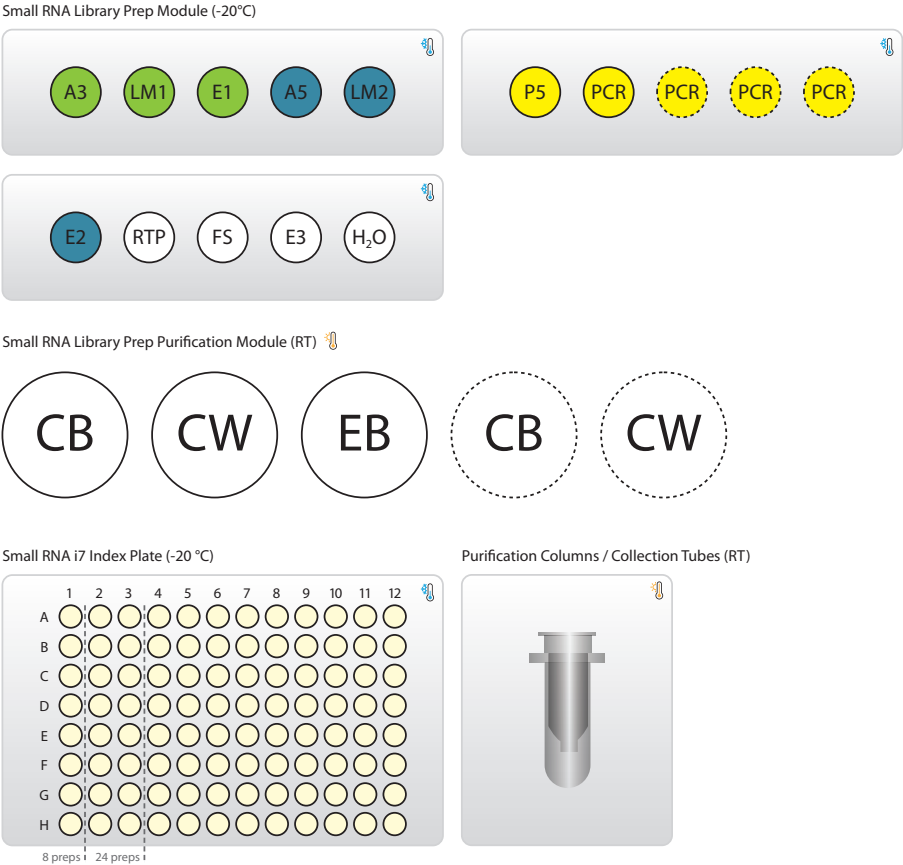 Small RNA Library Prep Module (-20°C)
A3 LM1 E1 A5 LM2
P5 PCR PCR PCR PCR
E2 RTP FS E3 H₂O
Small RNA Library Prep Purification Module (RT)
CB CW EB CB CW
Small RNA i7 Index Plate (-20 °C)
1 2 3 4 5 6 7 8 9 10 11 12
A
B
C
D
E
F
G
H
8 preps 24 preps
Purification Columns / Collection Tubes (RT)